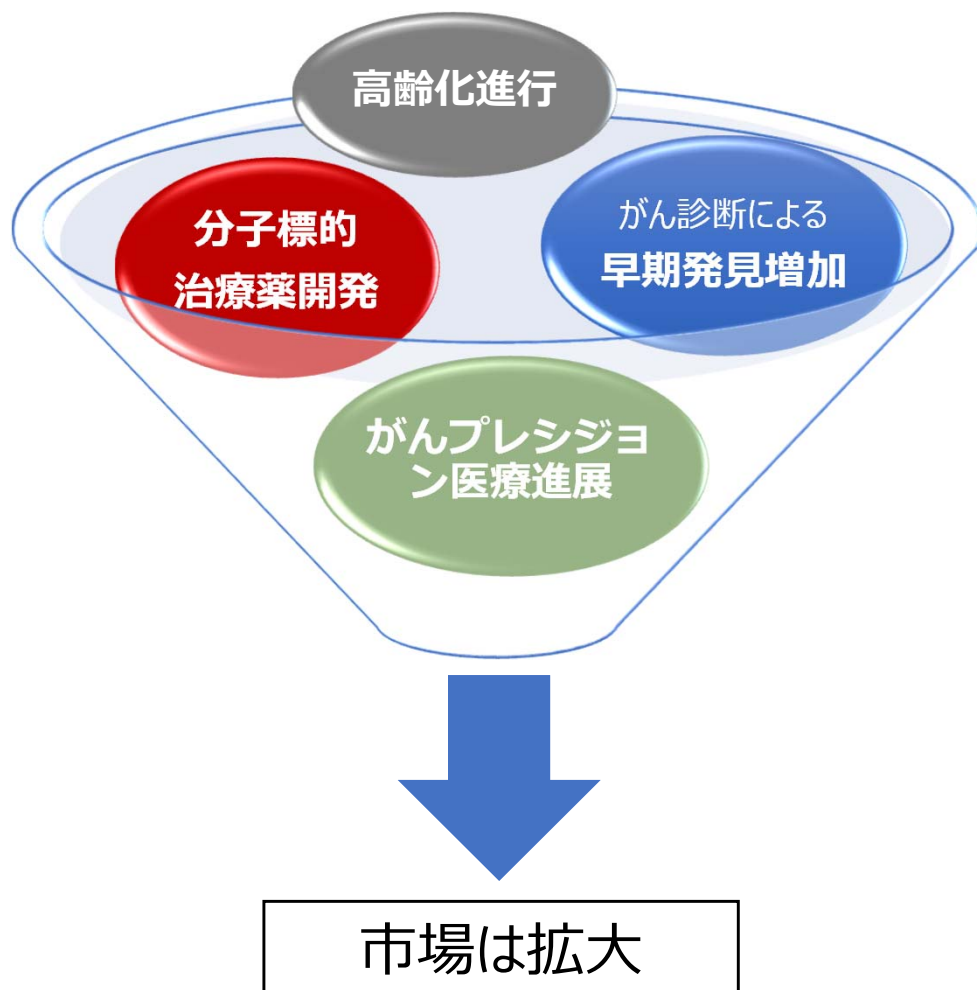 高齢化進行
分子標的
治療薬開発
がん診断による
早期発見増加
がんプレシジョ
ン医療進展
市場は拡大